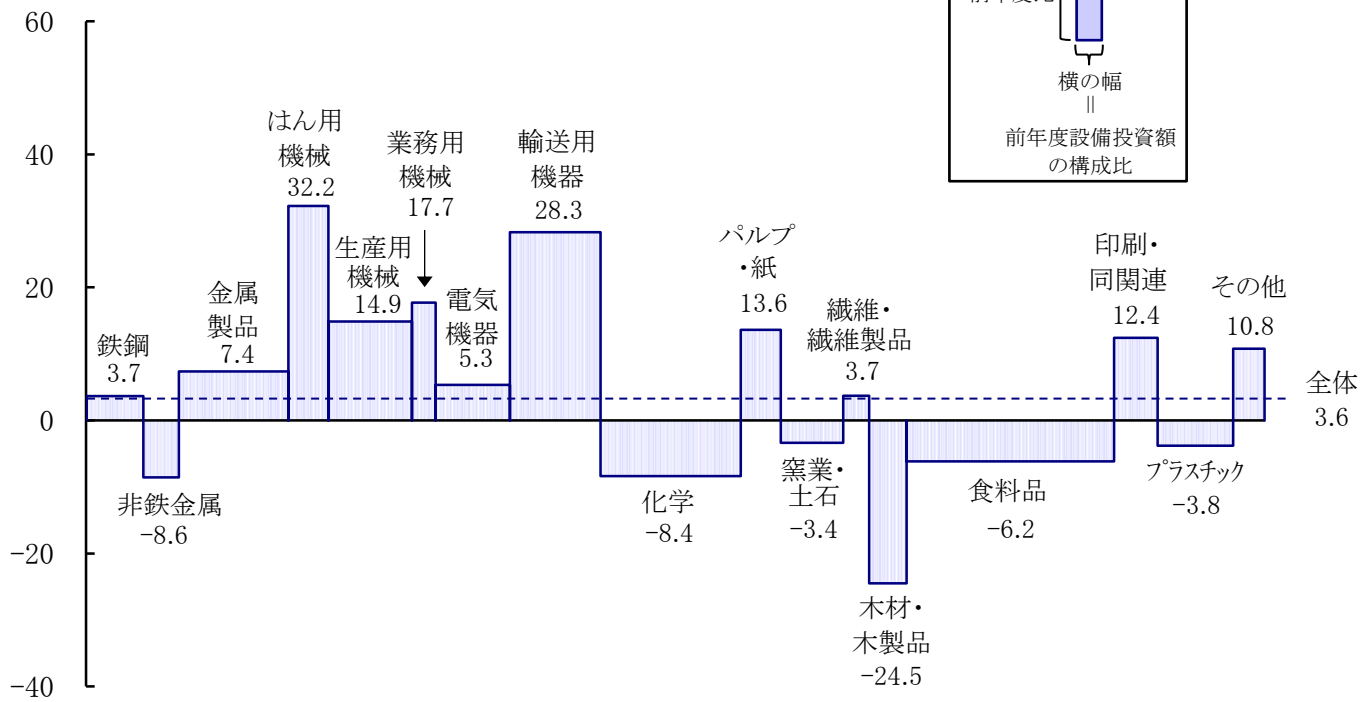 60
40
20
0
-20
-40
鉄鋼
3.7
非鉄金属
-8.6
金属
製品
7.4
はん用
機械
32.2
生産用
機械
14.9
業務用
機械
17.7
電気
機器
5.3
輸送用
機器
28.3
化学
-8.4
パルプ
・紙
13.6
窯業・
土石
-3.4
繊維・
繊維製品
3.7
木材・
木製品
-24.5
食料品
-6.2
印刷・
同関連
12.4
プラスチック
-3.8
その他
10.8
全体
3.6
横の幅
||
前年度設備投資額
の構成比